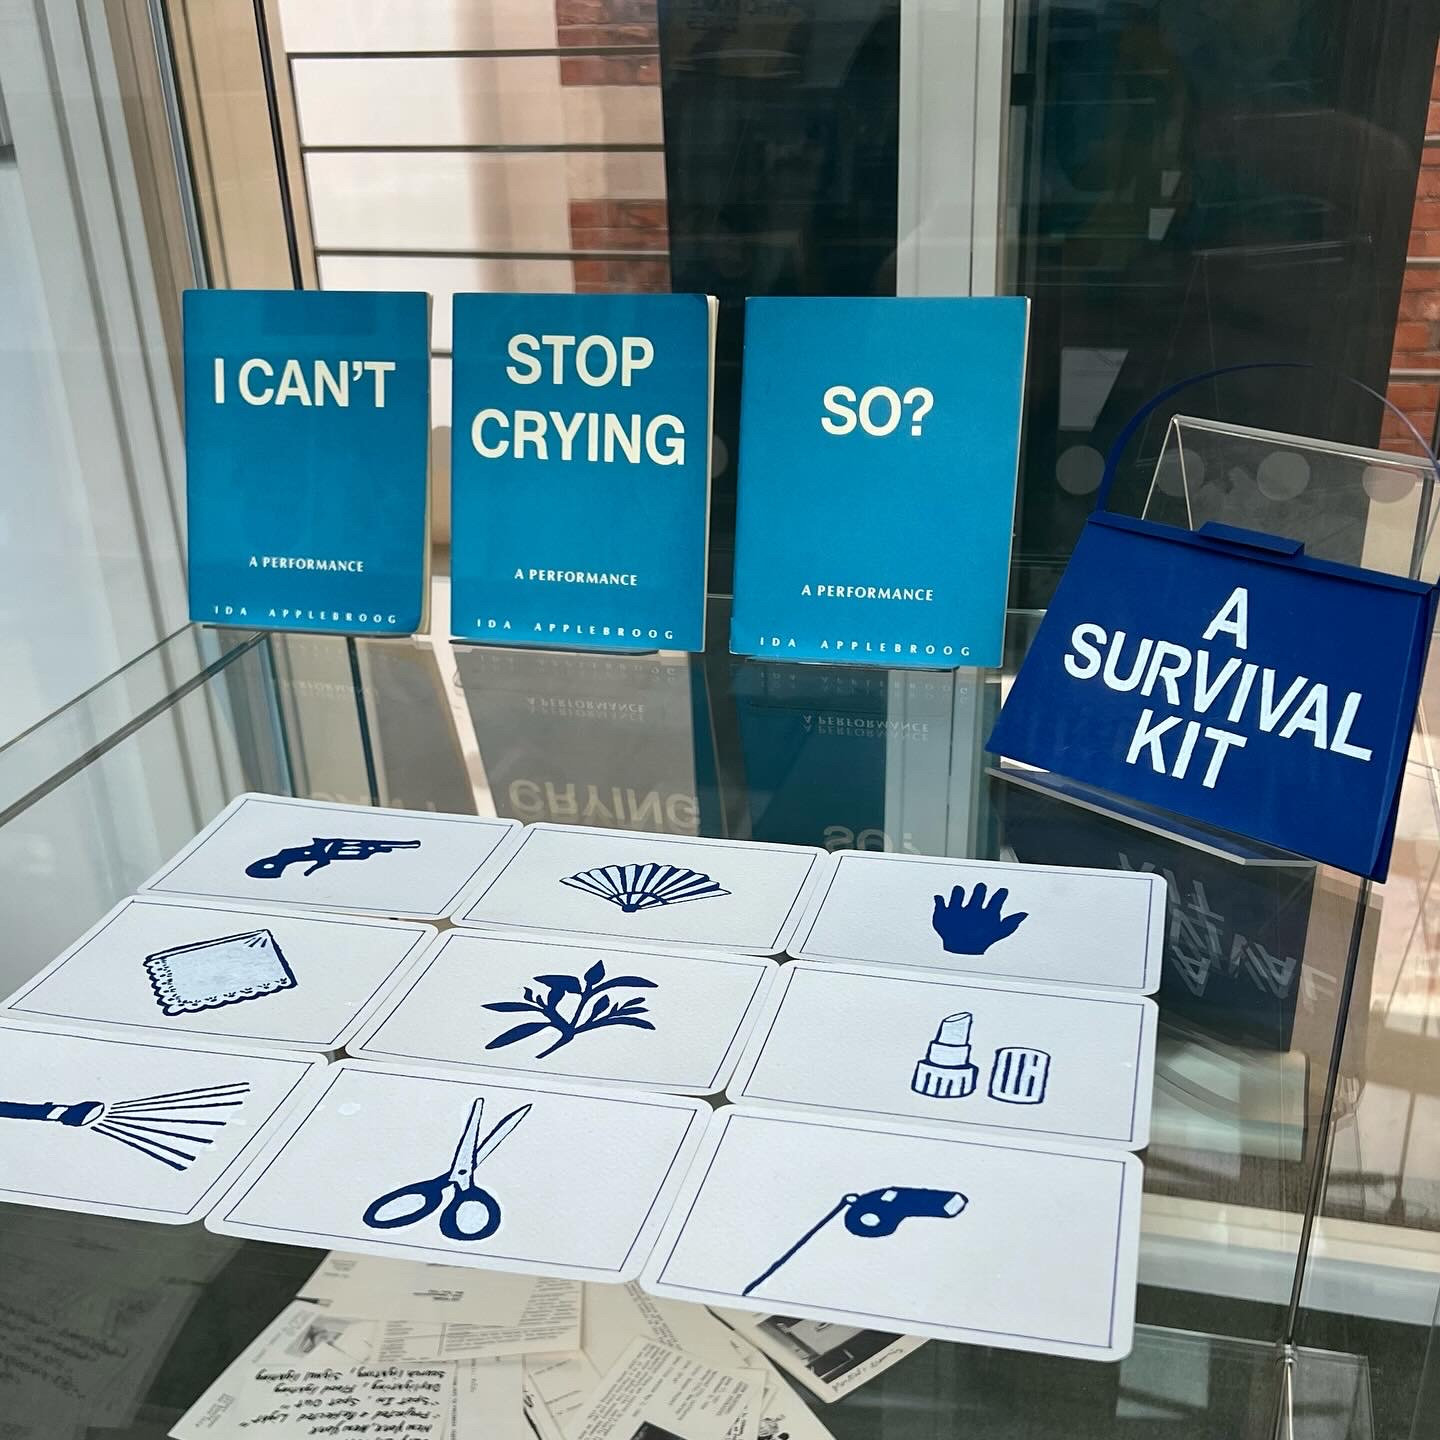 I CAN'T
A PERFORMANCE
IDA APPLEBROOG
STOP
CRYING
A PERFORMANCE
IDA APPLEBROOG
SO?
A PERFORMANCE
IDA APPLEBROOG
A
SURVIVAL
KIT